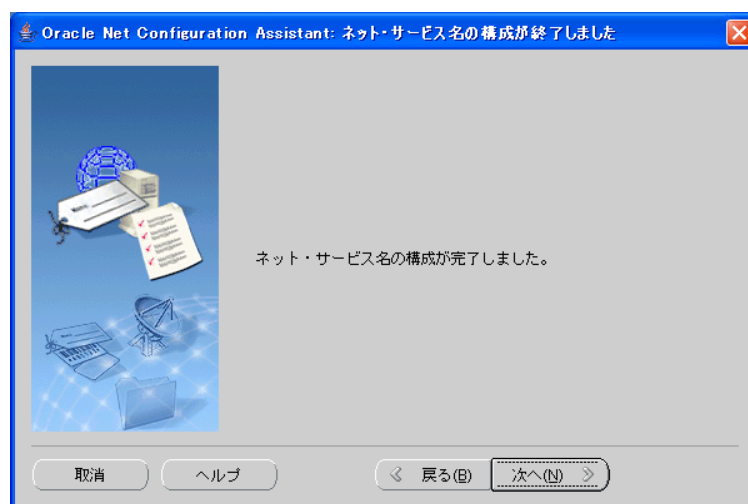 Oracle Net Configuration Assistant: ネット・サービス名の構成が終了しました
ネット・サービス名の構成が完了しました。
取消
ヘルプ
戻る(B)
次へ(N)